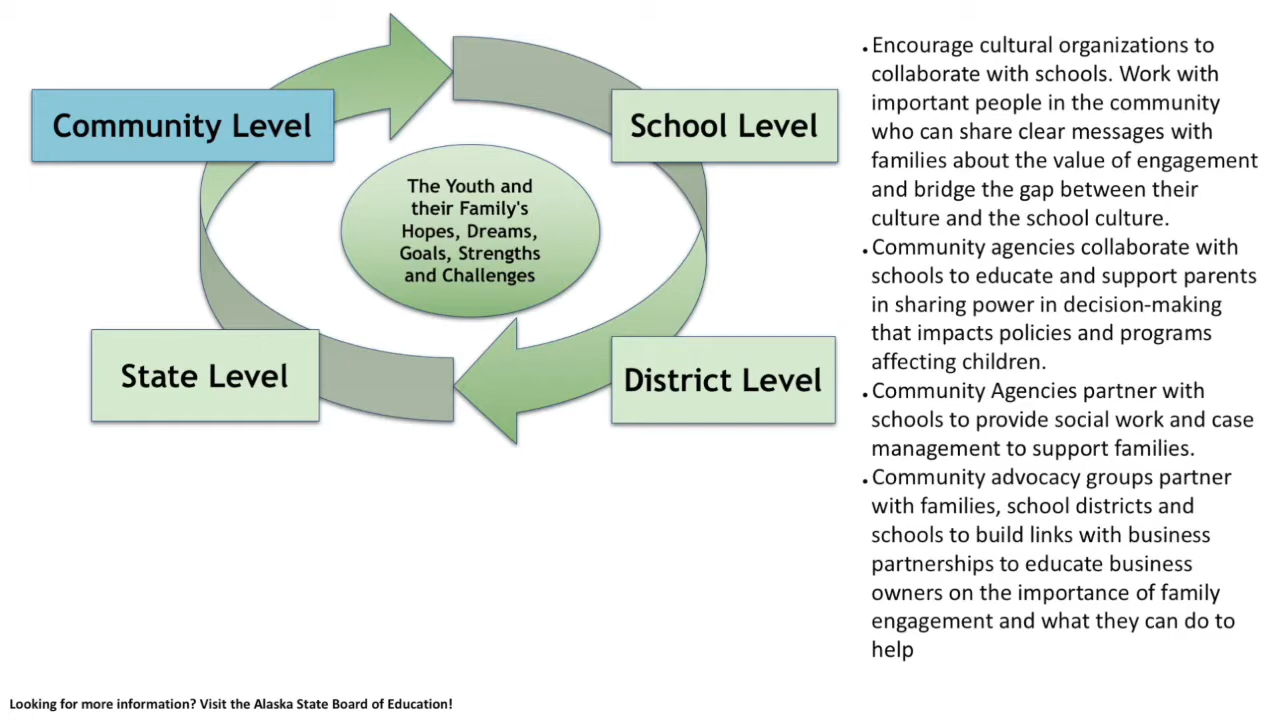 Community Level
School Level
The Youth and
their Family's
Hopes, Dreams,
Goals, Strengths
and Challenges
State Level
District Level
•Encourage cultural organizations to
collaborate with schools. Work with
important people in the community
who can share clear messages with
families about the value of engagement
and bridge the gap between their
culture and the school culture.
•Community agencies collaborate with
schools to educate and support parents
in sharing power in decision-making
that impacts policies and programs
affecting children.
•Community Agencies partner with
schools to provide social work and case
management to support families.
•Community advocacy groups partner
with families, school districts and
schools to build links with business
partnerships to educate business
owners on the importance of family
engagement and what they can do to
help
Looking for more information? Visit the Alaska State Board of Education!